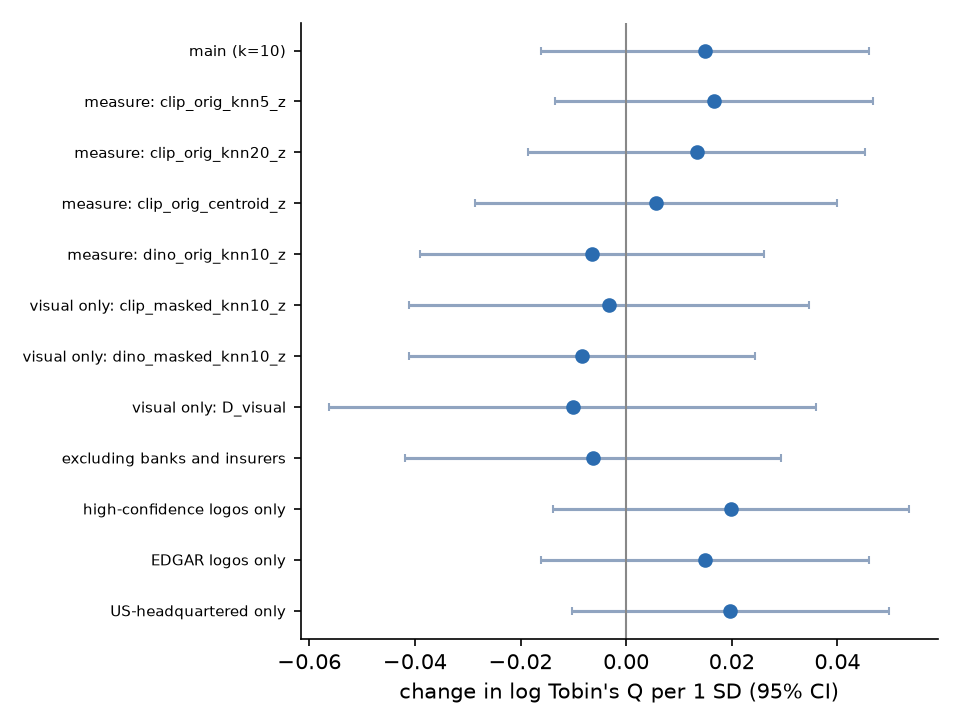 main (k=10)
measure: clip_orig_knn5_z
measure: clip_orig_knn20_z
measure: clip_orig_centroid_z
measure: dino_orig_knn10_z
visual only: clip_masked_knn10_z
visual only: dino_masked_knn10_z
visual only: D_visual
excluding banks and insurers
high-confidence logos only
EDGAR logos only
US-headquartered only
−0.06 −0.04 −0.02 0.00 0.02 0.04
change in log Tobin's Q per 1 SD (95% CI)